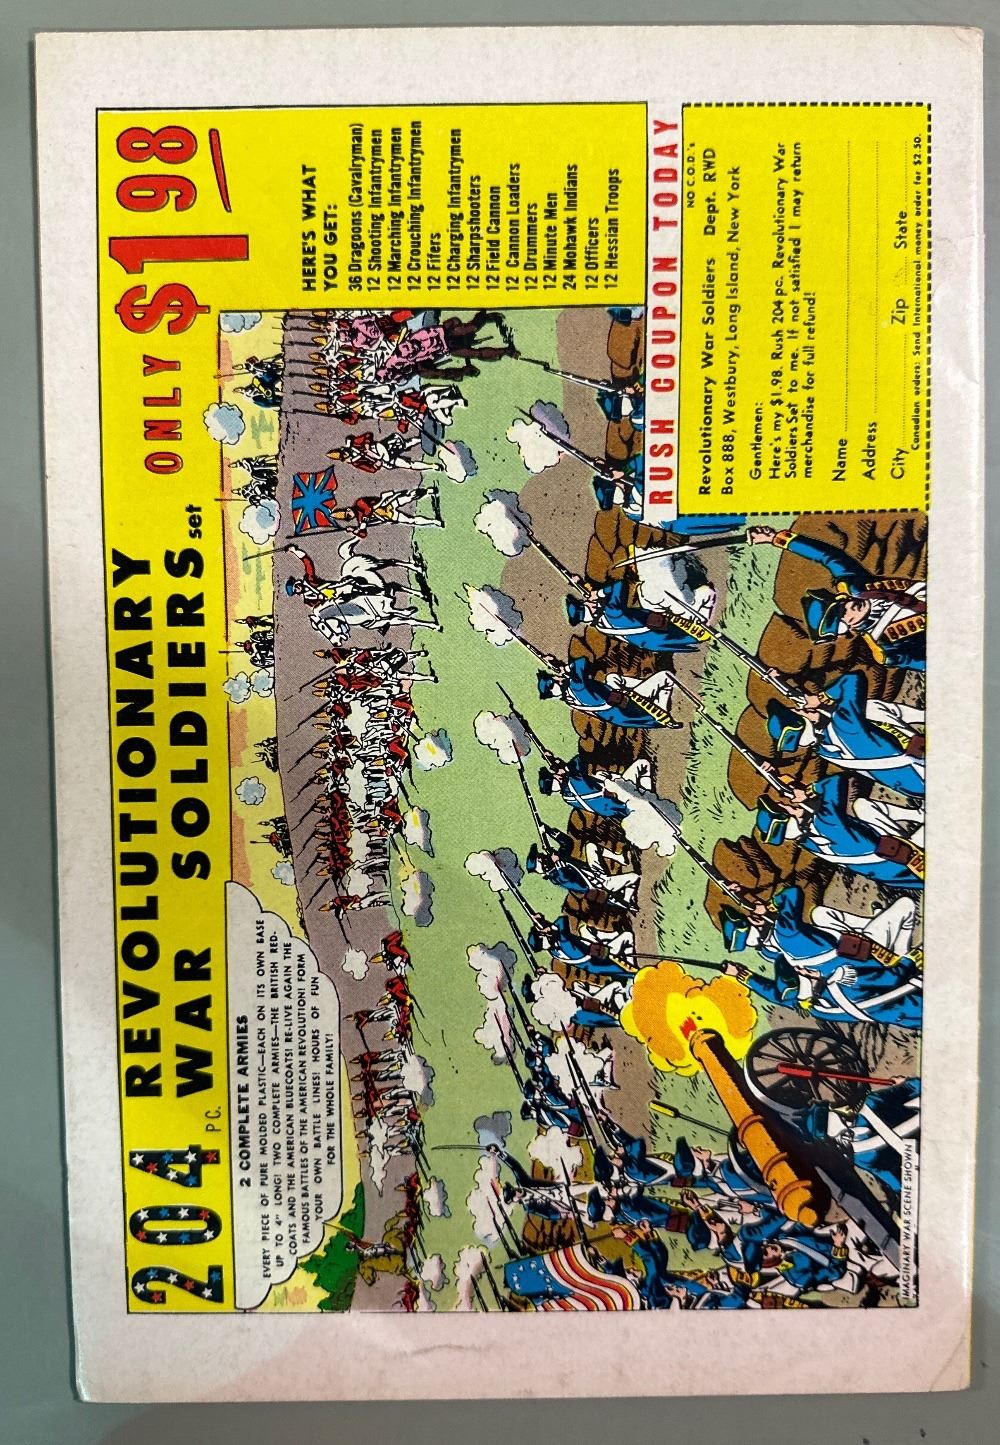 204 PC. REVOLUTIONARY
WAR SOLDIERS set ONLY $1 98
2 COMPLETE ARMIES
EVERY PIECE OF PURE MOLDED PLASTIC—EACH ON ITS OWN BASE
UP TO 4" LONG! TWO COMPLETE ARMIES—THE BRITISH RED-
COATS AND THE AMERICAN BLUECOATS! RE-LIVE AGAIN THE
FAMOUS BATTLES OF THE AMERICAN REVOLUTION! FORM
YOUR OWN BATTLE LINES! HOURS OF FUN
FOR THE WHOLE FAMILY!
HERE'S WHAT
YOU GET:
36 Dragoons (Cavalryman)
12 Shooting Infantrymen
12 Marching Infantrymen
12 Crouching Infantrymen
12 Fifers
12 Charging Infantrymen
12 Sharpshooters
12 Field Cannon
12 Cannon Loaders
12 Drummers
12 Minute Men
24 Mohawk Indians
12 Officers
12 Hessian Troops
RUSH COUPON TODAY
NO C.O.D.'s
Revolutionary War Soldiers Dept. RWD
Box 888, Westbury, Long Island, New York
Gentlemen:
Here's my $1.98. Rush 204 pc. Revolutionary War
Soldiers Set to me. If not satisfied I may return
merchandise for full refund!
Name
Address
City Zip State
Canadian orders: Send International money order for $2.50.
IMAGINARY WAR SCENE SHOWN